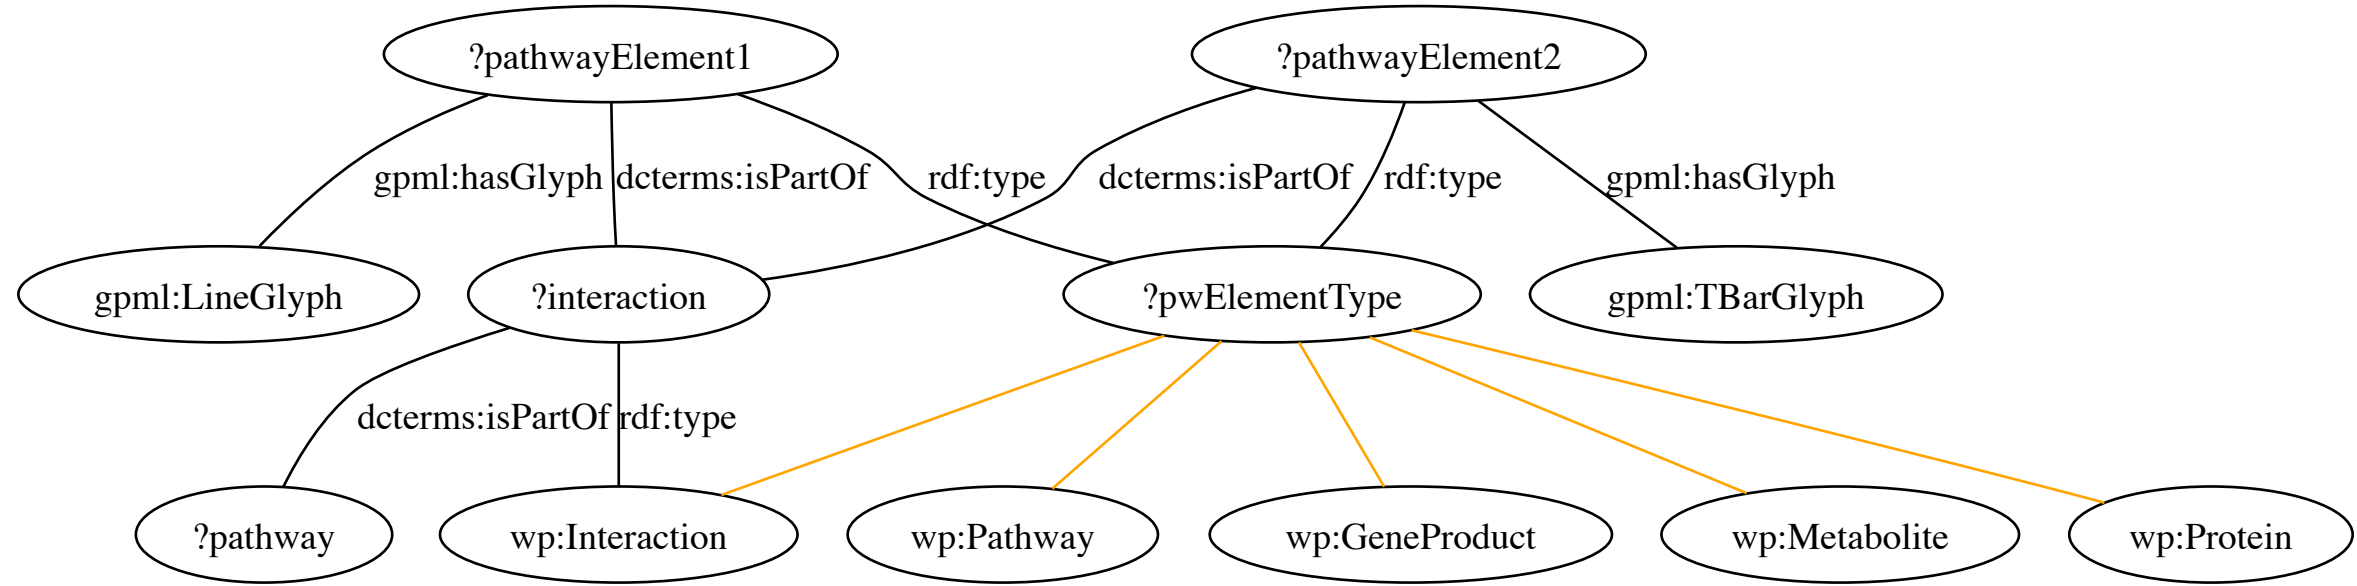 ?pathwayElement1 ?pathwayElement2
gpml:hasGlyph dcterms:isPartOf rdf:type dcterms:isPartOf rdf:type gpml:hasGlyph
gpml:LineGlyph ?interaction ?pwElementType gpml:TBarGlyph
dcterms:isPartOf rdf:type
?pathway wp:Interaction wp:Pathway wp:GeneProduct wp:Metabolite wp:Protein